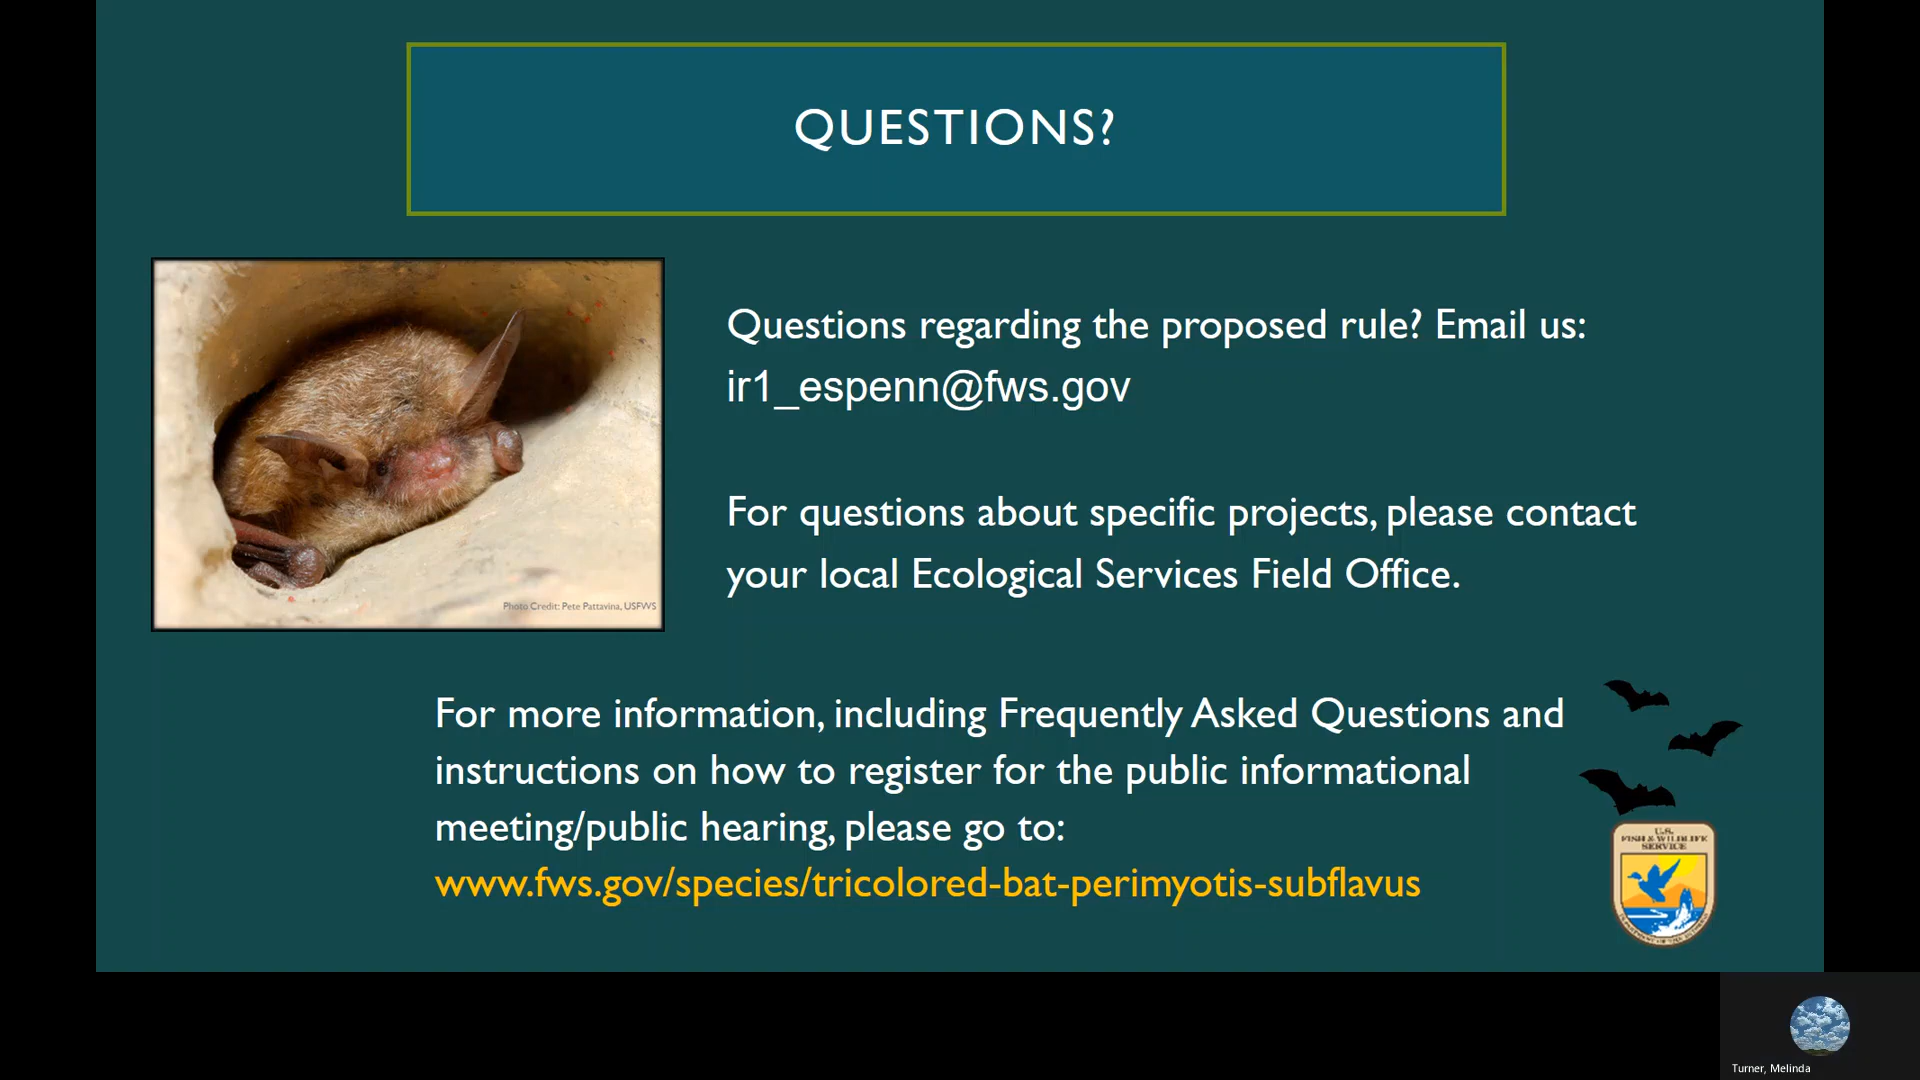 QUESTIONS?
Questions regarding the proposed rule? Email us:
ir1_espenn@fws.gov
For questions about specific projects, please contact
your local Ecological Services Field Office.
Photo Credit: Pete Pattavina, USFWS
For more information, including Frequently Asked Questions and
instructions on how to register for the public informational
meeting/public hearing, please go to:
www.fws.gov/species/tricolored-bat-perimyotis-subflavus
U.S.
FISH & WILDLIFE
SERVICE
Turner, Melinda